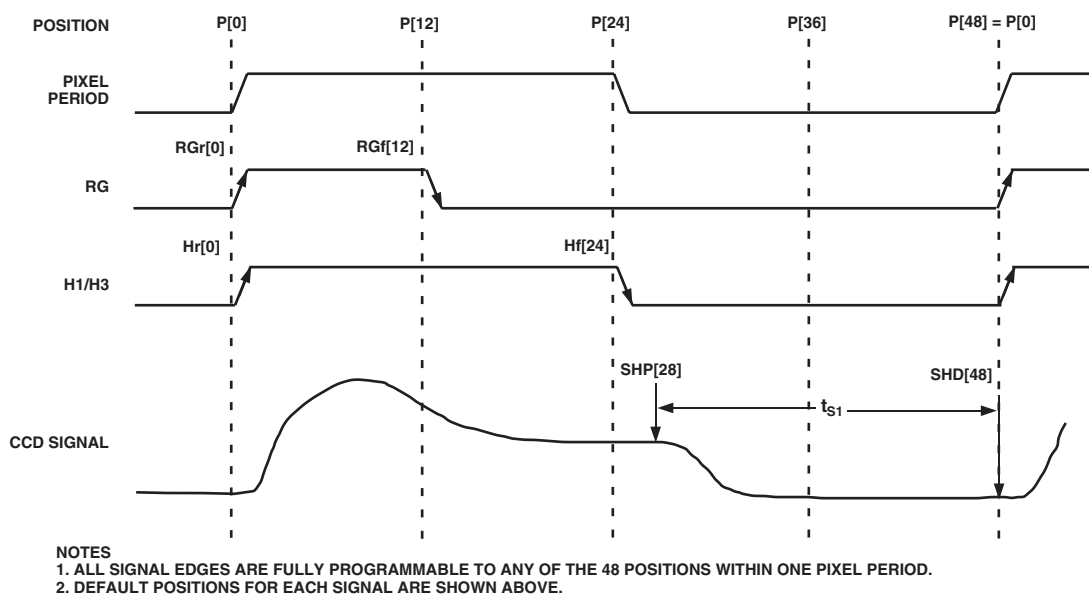 POSITION P[0] P[12] P[24] P[36] P[48] = P[0]
PIXEL
PERIOD
RGr[0] RGf[12]
RG
Hr[0] Hf[24]
H1/H3
SHP[28] SHD[48]
tS1
CCD SIGNAL
NOTES
1. ALL SIGNAL EDGES ARE FULLY PROGRAMMABLE TO ANY OF THE 48 POSITIONS WITHIN ONE PIXEL PERIOD.
2. DEFAULT POSITIONS FOR EACH SIGNAL ARE SHOWN ABOVE.